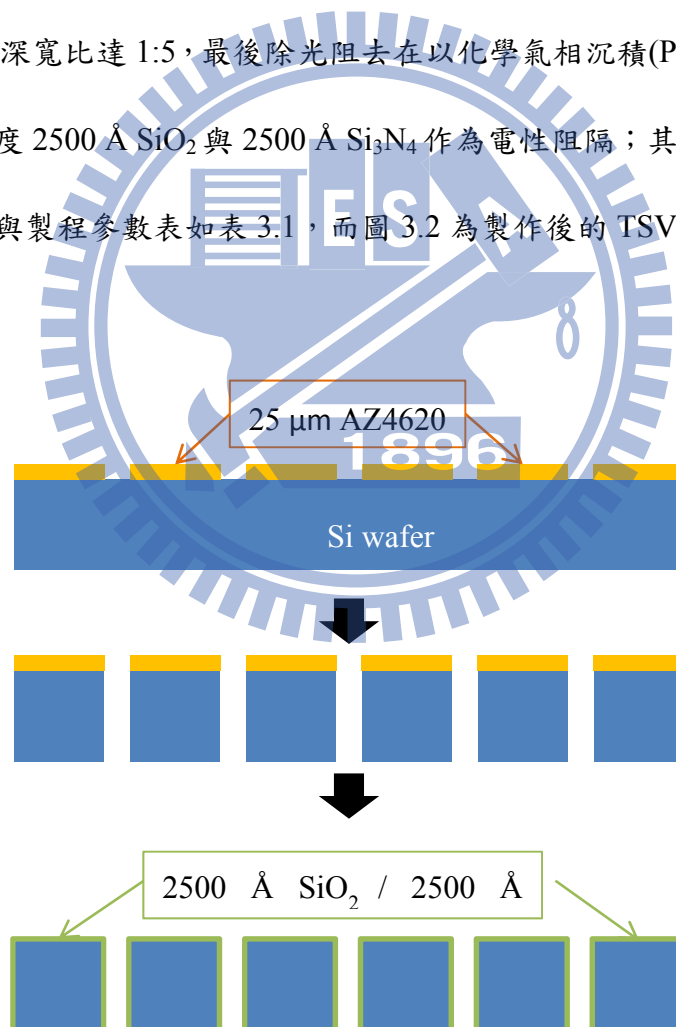 深寬比達 1:5，最後除光阻去在以化學氣相沉積(P
度 2500 Å SiO₂ 與 2500 Å Si₃N₄ 作為電性阻隔；其
與製程參數表如表 3.1，而圖 3.2 為製作後的 TSV
ES
25 μm AZ4620
1896
Si wafer
2500 Å SiO₂ / 2500 Å